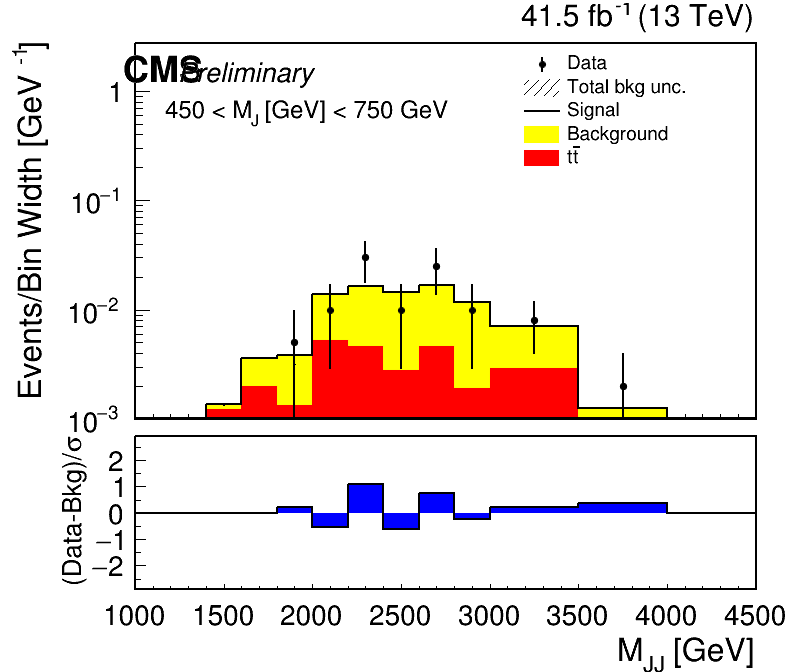 41.5 fb⁻¹ (13 TeV)
CMS Preliminary
450 < M_J [GeV] < 750 GeV
Data
Total bkg unc.
Signal
Background
tt̄
Events/Bin Width [GeV⁻¹]
1
10⁻¹
10⁻²
10⁻³
(Data-Bkg)/σ
2
1
0
−1
−2
1000 1500 2000 2500 3000 3500 4000 4500
M_JJ [GeV]